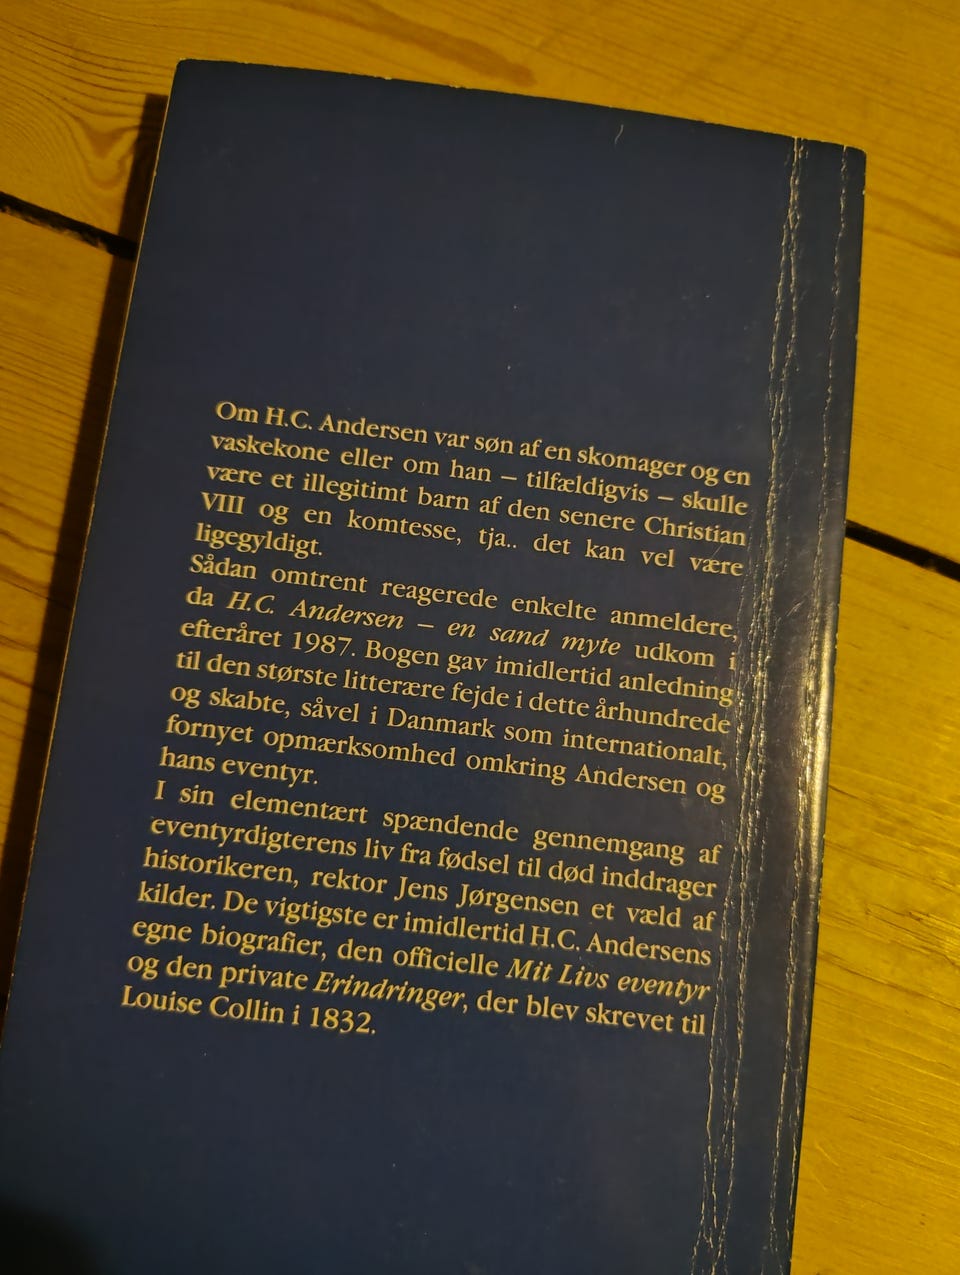 Om H.C. Andersen var søn af en skomager og en
vaskekone eller om han – tilfældigvis – skulle
være et illegitimt barn af den senere Christian
VIII og en komtesse, tja.. det kan vel være
ligegyldigt.
Sådan omtrent reagerede enkelte anmeldere,
da H.C. Andersen – en sand myte udkom i
efteråret 1987. Bogen gav imidlertid anledning
til den største litterære fejde i dette århundrede
og skabte, såvel i Danmark som internationalt,
fornyet opmærksomhed omkring Andersen og
hans eventyr.
I sin elementært spændende gennemgang af
eventyrdigterens liv fra fødsel til død inddrager
historikeren, rektor Jens Jørgensen et væld af
kilder. De vigtigste er imidlertid H.C. Andersens
egne biografier, den officielle Mit Livs eventyr
og den private Erindringer, der blev skrevet til
Louise Collin i 1832.